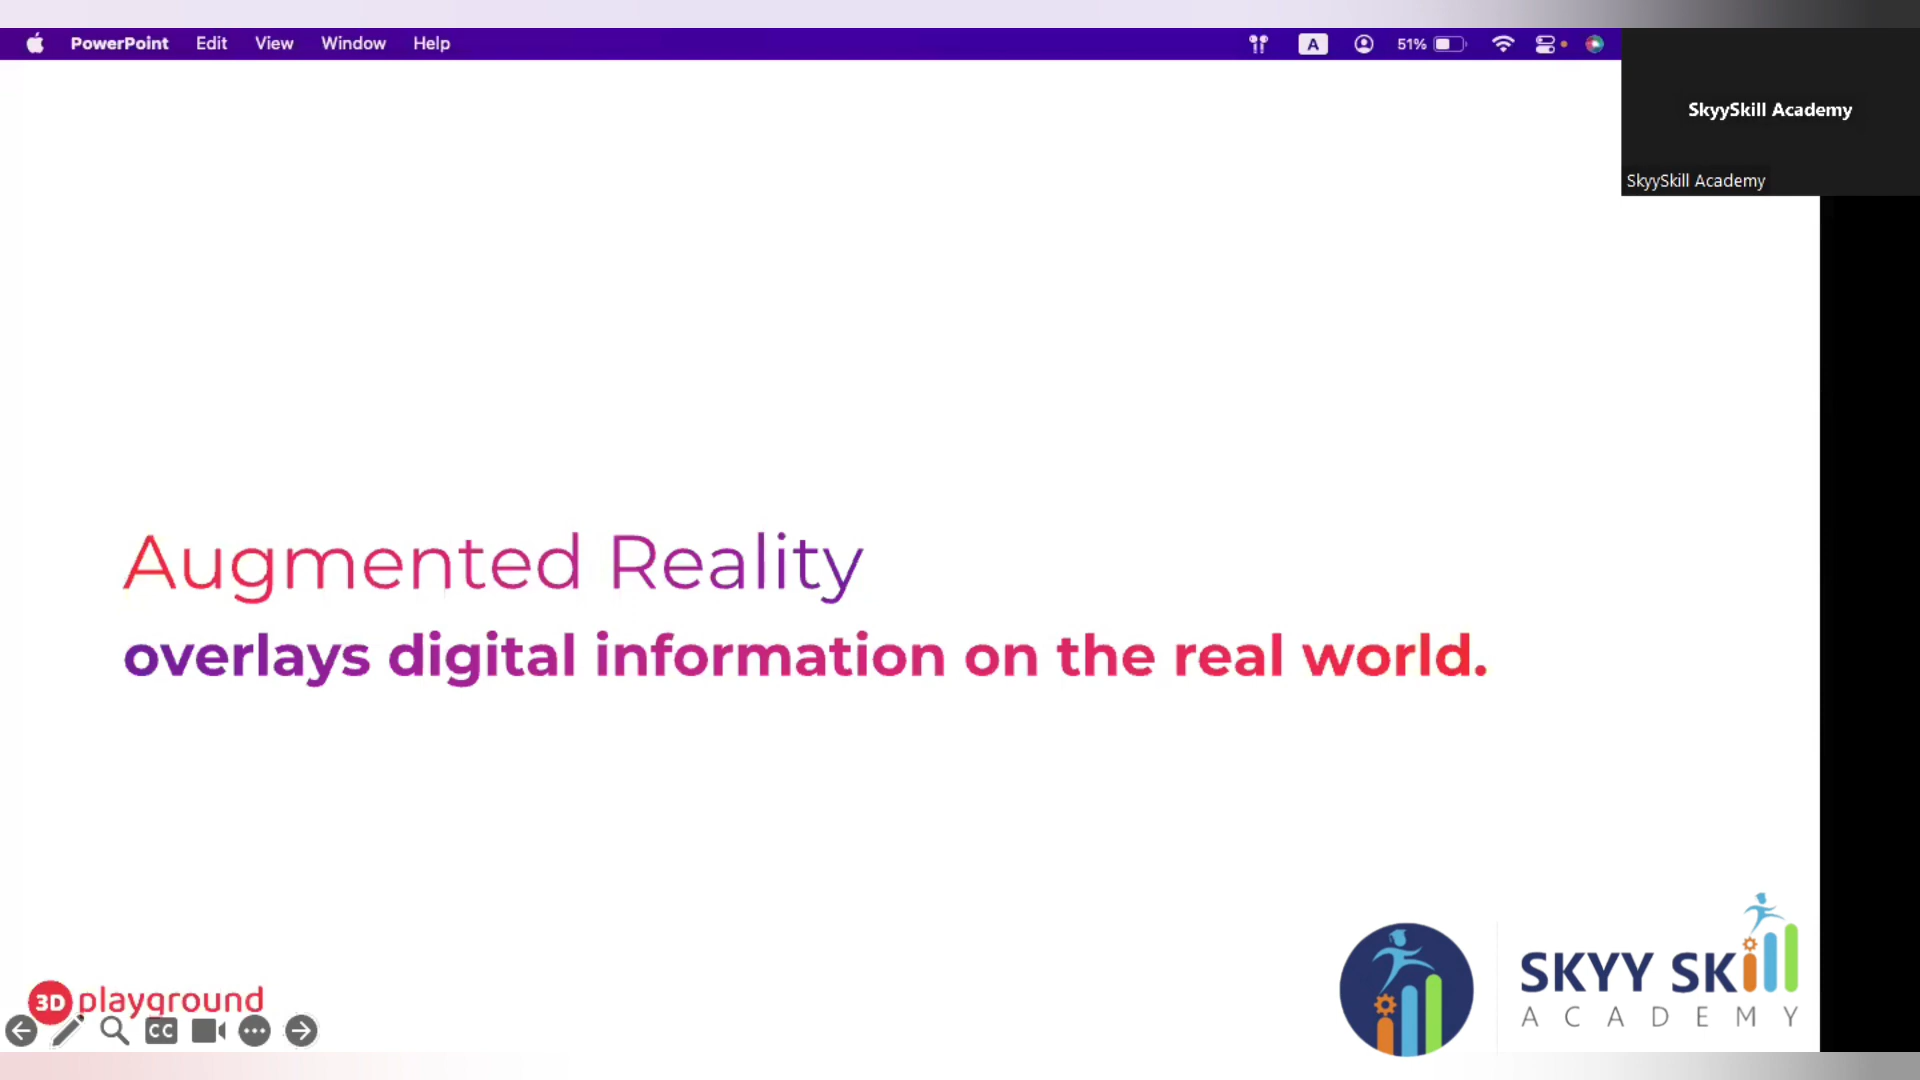 PowerPoint Edit View Window Help A 51%
SkyySkill Academy
SkyySkill Academy
Augmented Reality
overlays digital information on the real world.
3D playground
CC
SKYY SKill
ACADEMY